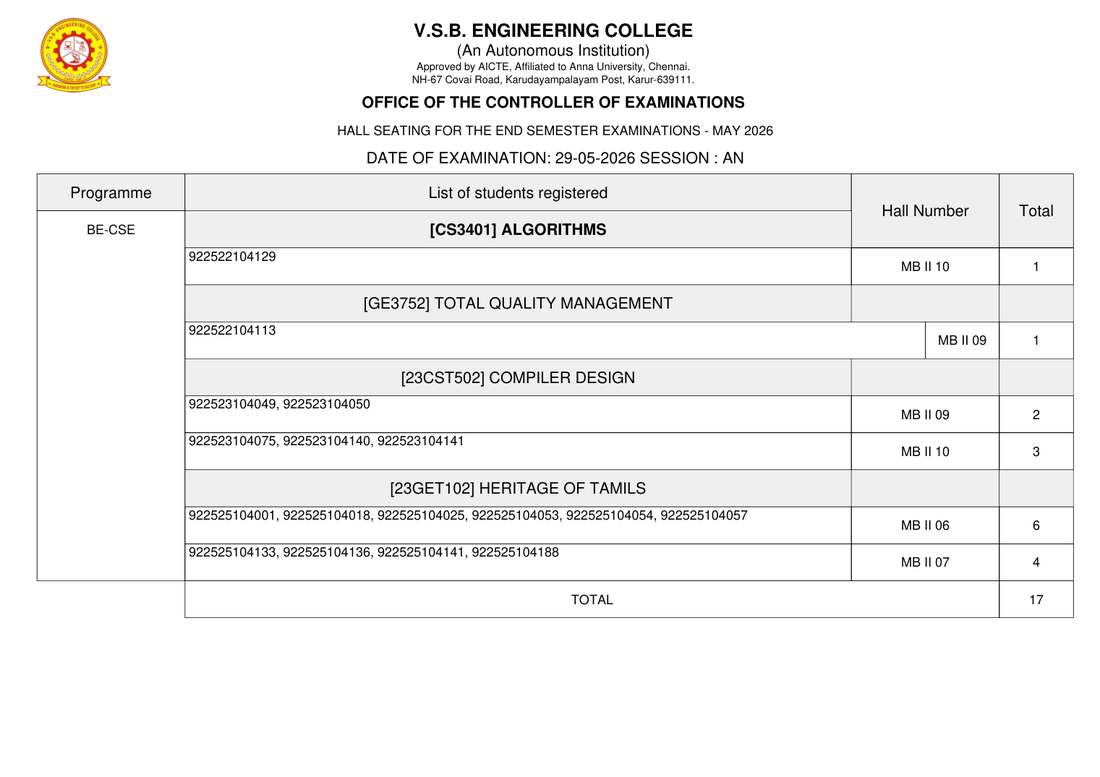 V.S.B. ENGINEERING COLLEGE
(An Autonomous Institution)
Approved by AICTE, Affiliated to Anna University, Chennai.
NH-67 Covai Road, Karudayampalayam Post, Karur-639111.
OFFICE OF THE CONTROLLER OF EXAMINATIONS
HALL SEATING FOR THE END SEMESTER EXAMINATIONS - MAY 2026
DATE OF EXAMINATION: 29-05-2026 SESSION : AN
Programme List of students registered Hall Number Total
BE-CSE [CS3401] ALGORITHMS
922522104129 MB II 10 1
[GE3752] TOTAL QUALITY MANAGEMENT
922522104113 MB II 09 1
[23CST502] COMPILER DESIGN
922523104049, 922523104050 MB II 09 2
922523104075, 922523104140, 922523104141 MB II 10 3
[23GET102] HERITAGE OF TAMILS
922525104001, 922525104018, 922525104025, 922525104053, 922525104054, 922525104057 MB II 06 6
922525104133, 922525104136, 922525104141, 922525104188 MB II 07 4
TOTAL 17